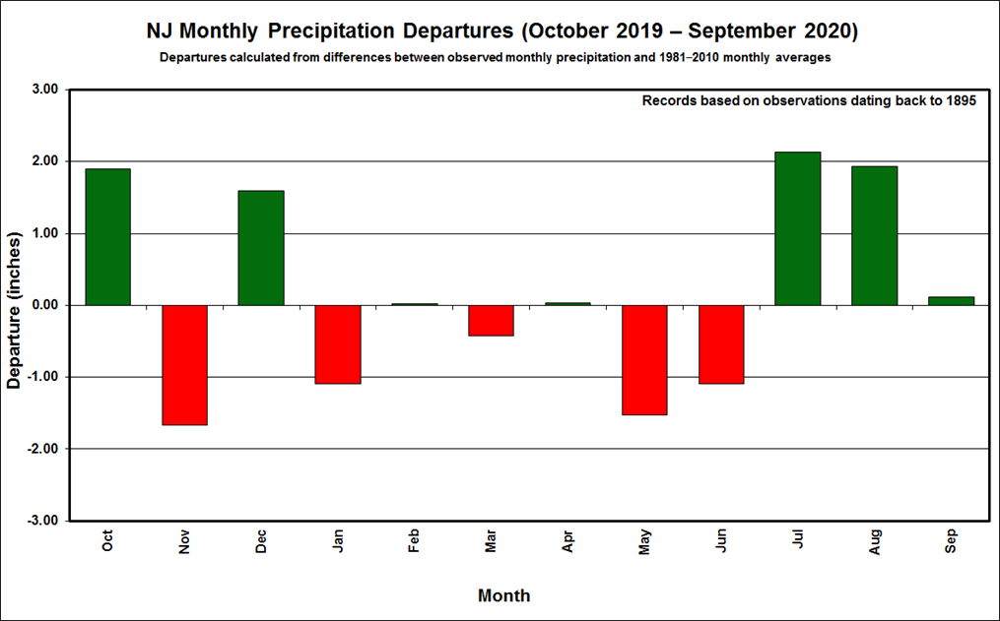 NJ Monthly Precipitation Departures (October 2019 – September 2020)
Departures calculated from differences between observed monthly precipitation and 1981–2010 monthly averages
Records based on observations dating back to 1895
Departure (inches)
3.00
2.00
1.00
0.00
-1.00
-2.00
-3.00
Oct
Nov
Dec
Jan
Feb
Mar
Apr
May
Jun
Jul
Aug
Sep
Month